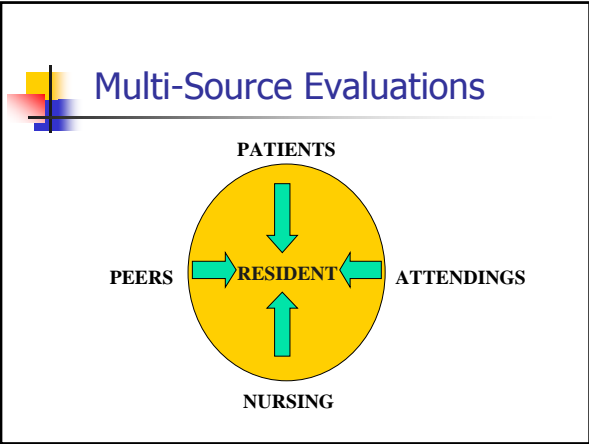 Multi-Source Evaluations
PATIENTS
PEERS RESIDENT ATTENDINGS
NURSING